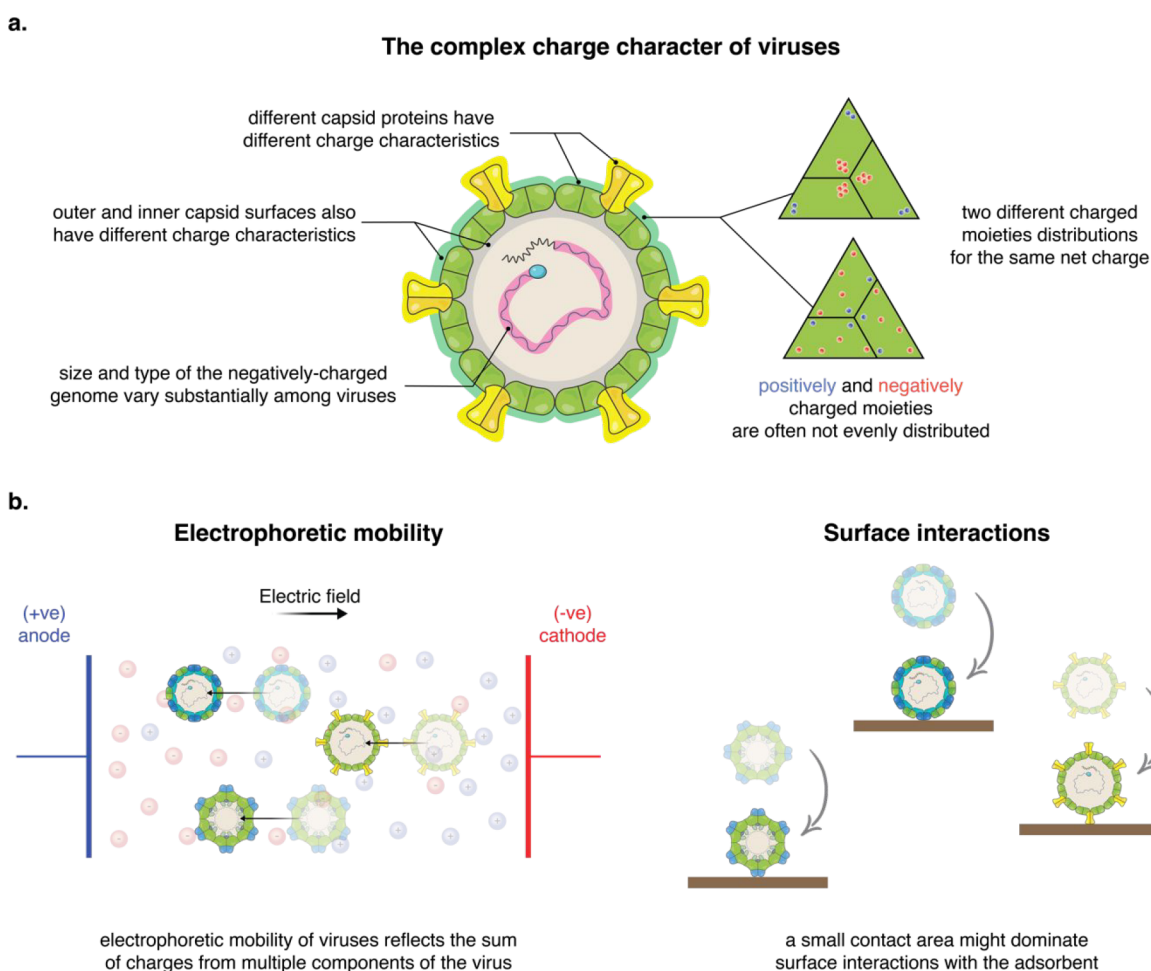 a.
The complex charge character of viruses
different capsid proteins have
different charge characteristics
outer and inner capsid surfaces also
have different charge characteristics
size and type of the negatively-charged
genome vary substantially among viruses
two different charged
moieties distributions
for the same net charge
positively and negatively
charged moieties
are often not evenly distributed
b.
Electrophoretic mobility
Electric field
(+ve)
anode
(-ve)
cathode
electrophoretic mobility of viruses reflects the sum
of charges from multiple components of the virus
Surface interactions
a small contact area might dominate
surface interactions with the adsorbent